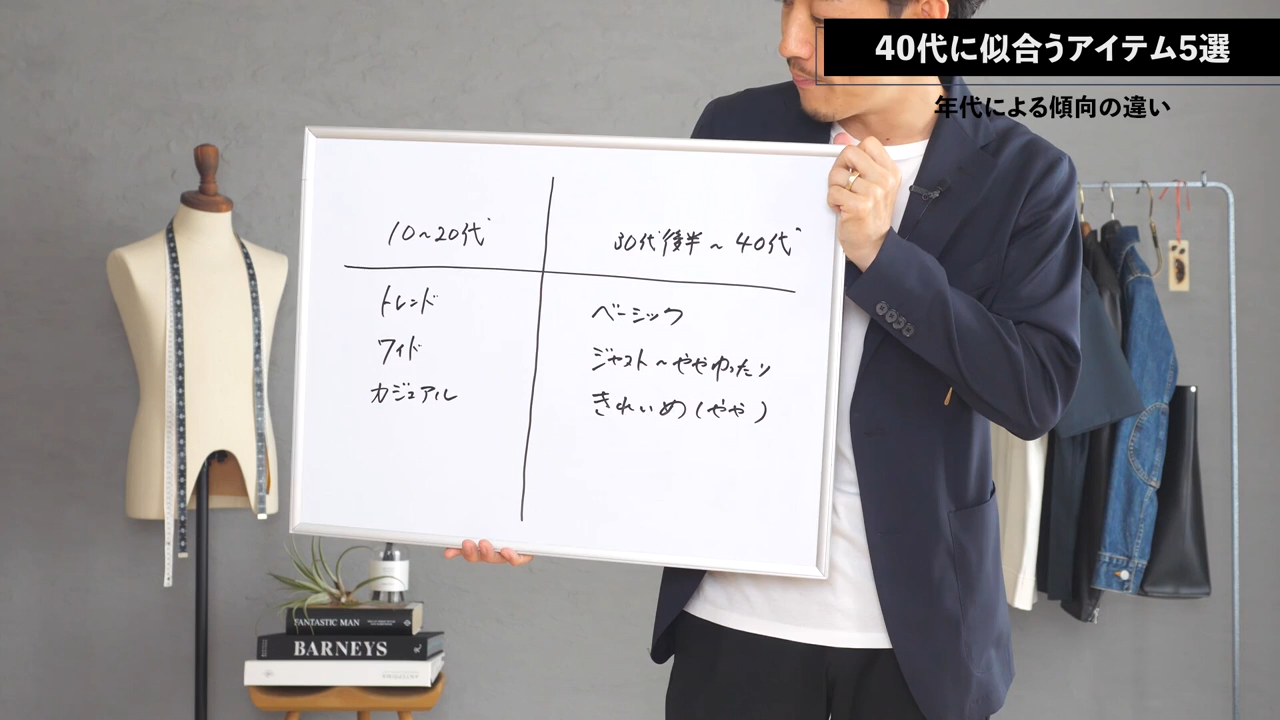 40代に似合うアイテム5選
年代による傾向の違い
10~20代
トレンド
ワイド
カジュアル
30代後半~40代
ベーシック
ジャスト~ややゆったり
きれいめ(やや)
FANTASTIC MAN
BARNEYS